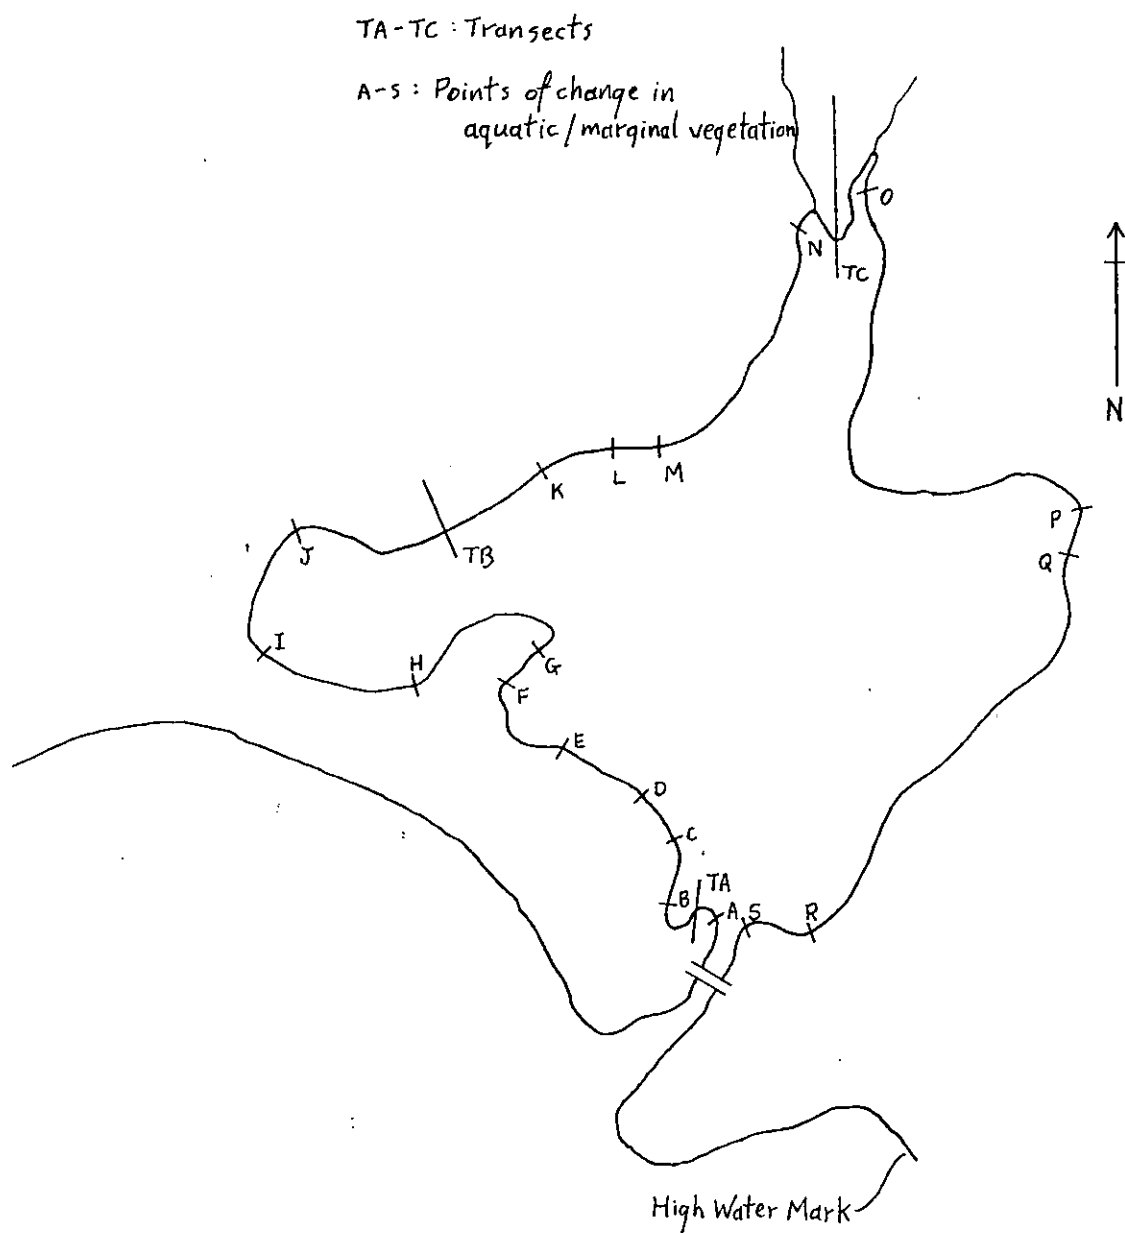 TA-TC : Transects
A-S : Points of change in
aquatic/marginal vegetation
O
N
TC
N
K
L
M
P
Q
J
TB
I
H
G
F
E
D
C
B
TA
A
S
R
High Water Mark